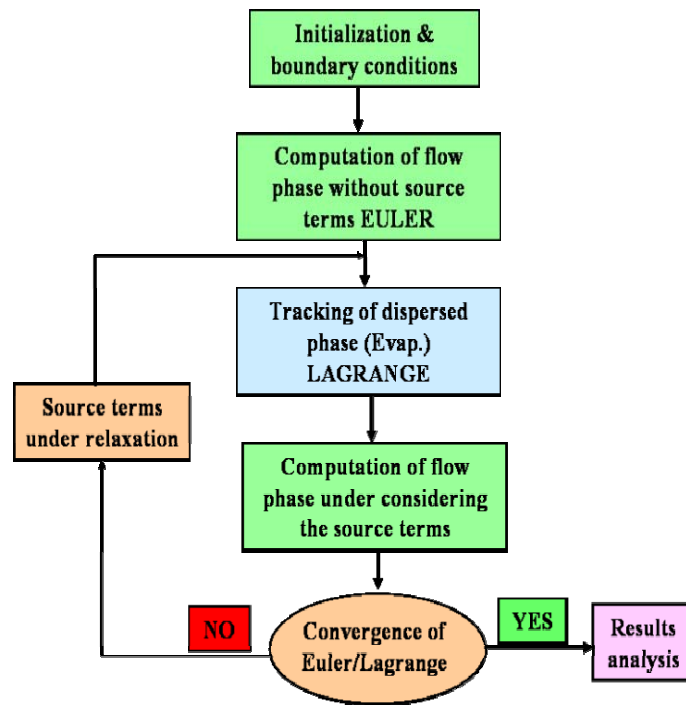 Initialization &
boundary conditions
Computation of flow
phase without source
terms EULER
Tracking of dispersed
phase (Evap.)
LAGRANGE
Source terms
under relaxation
Computation of flow
phase under considering
the source terms
NO
Convergence of
Euler/Lagrange
YES
Results
analysis